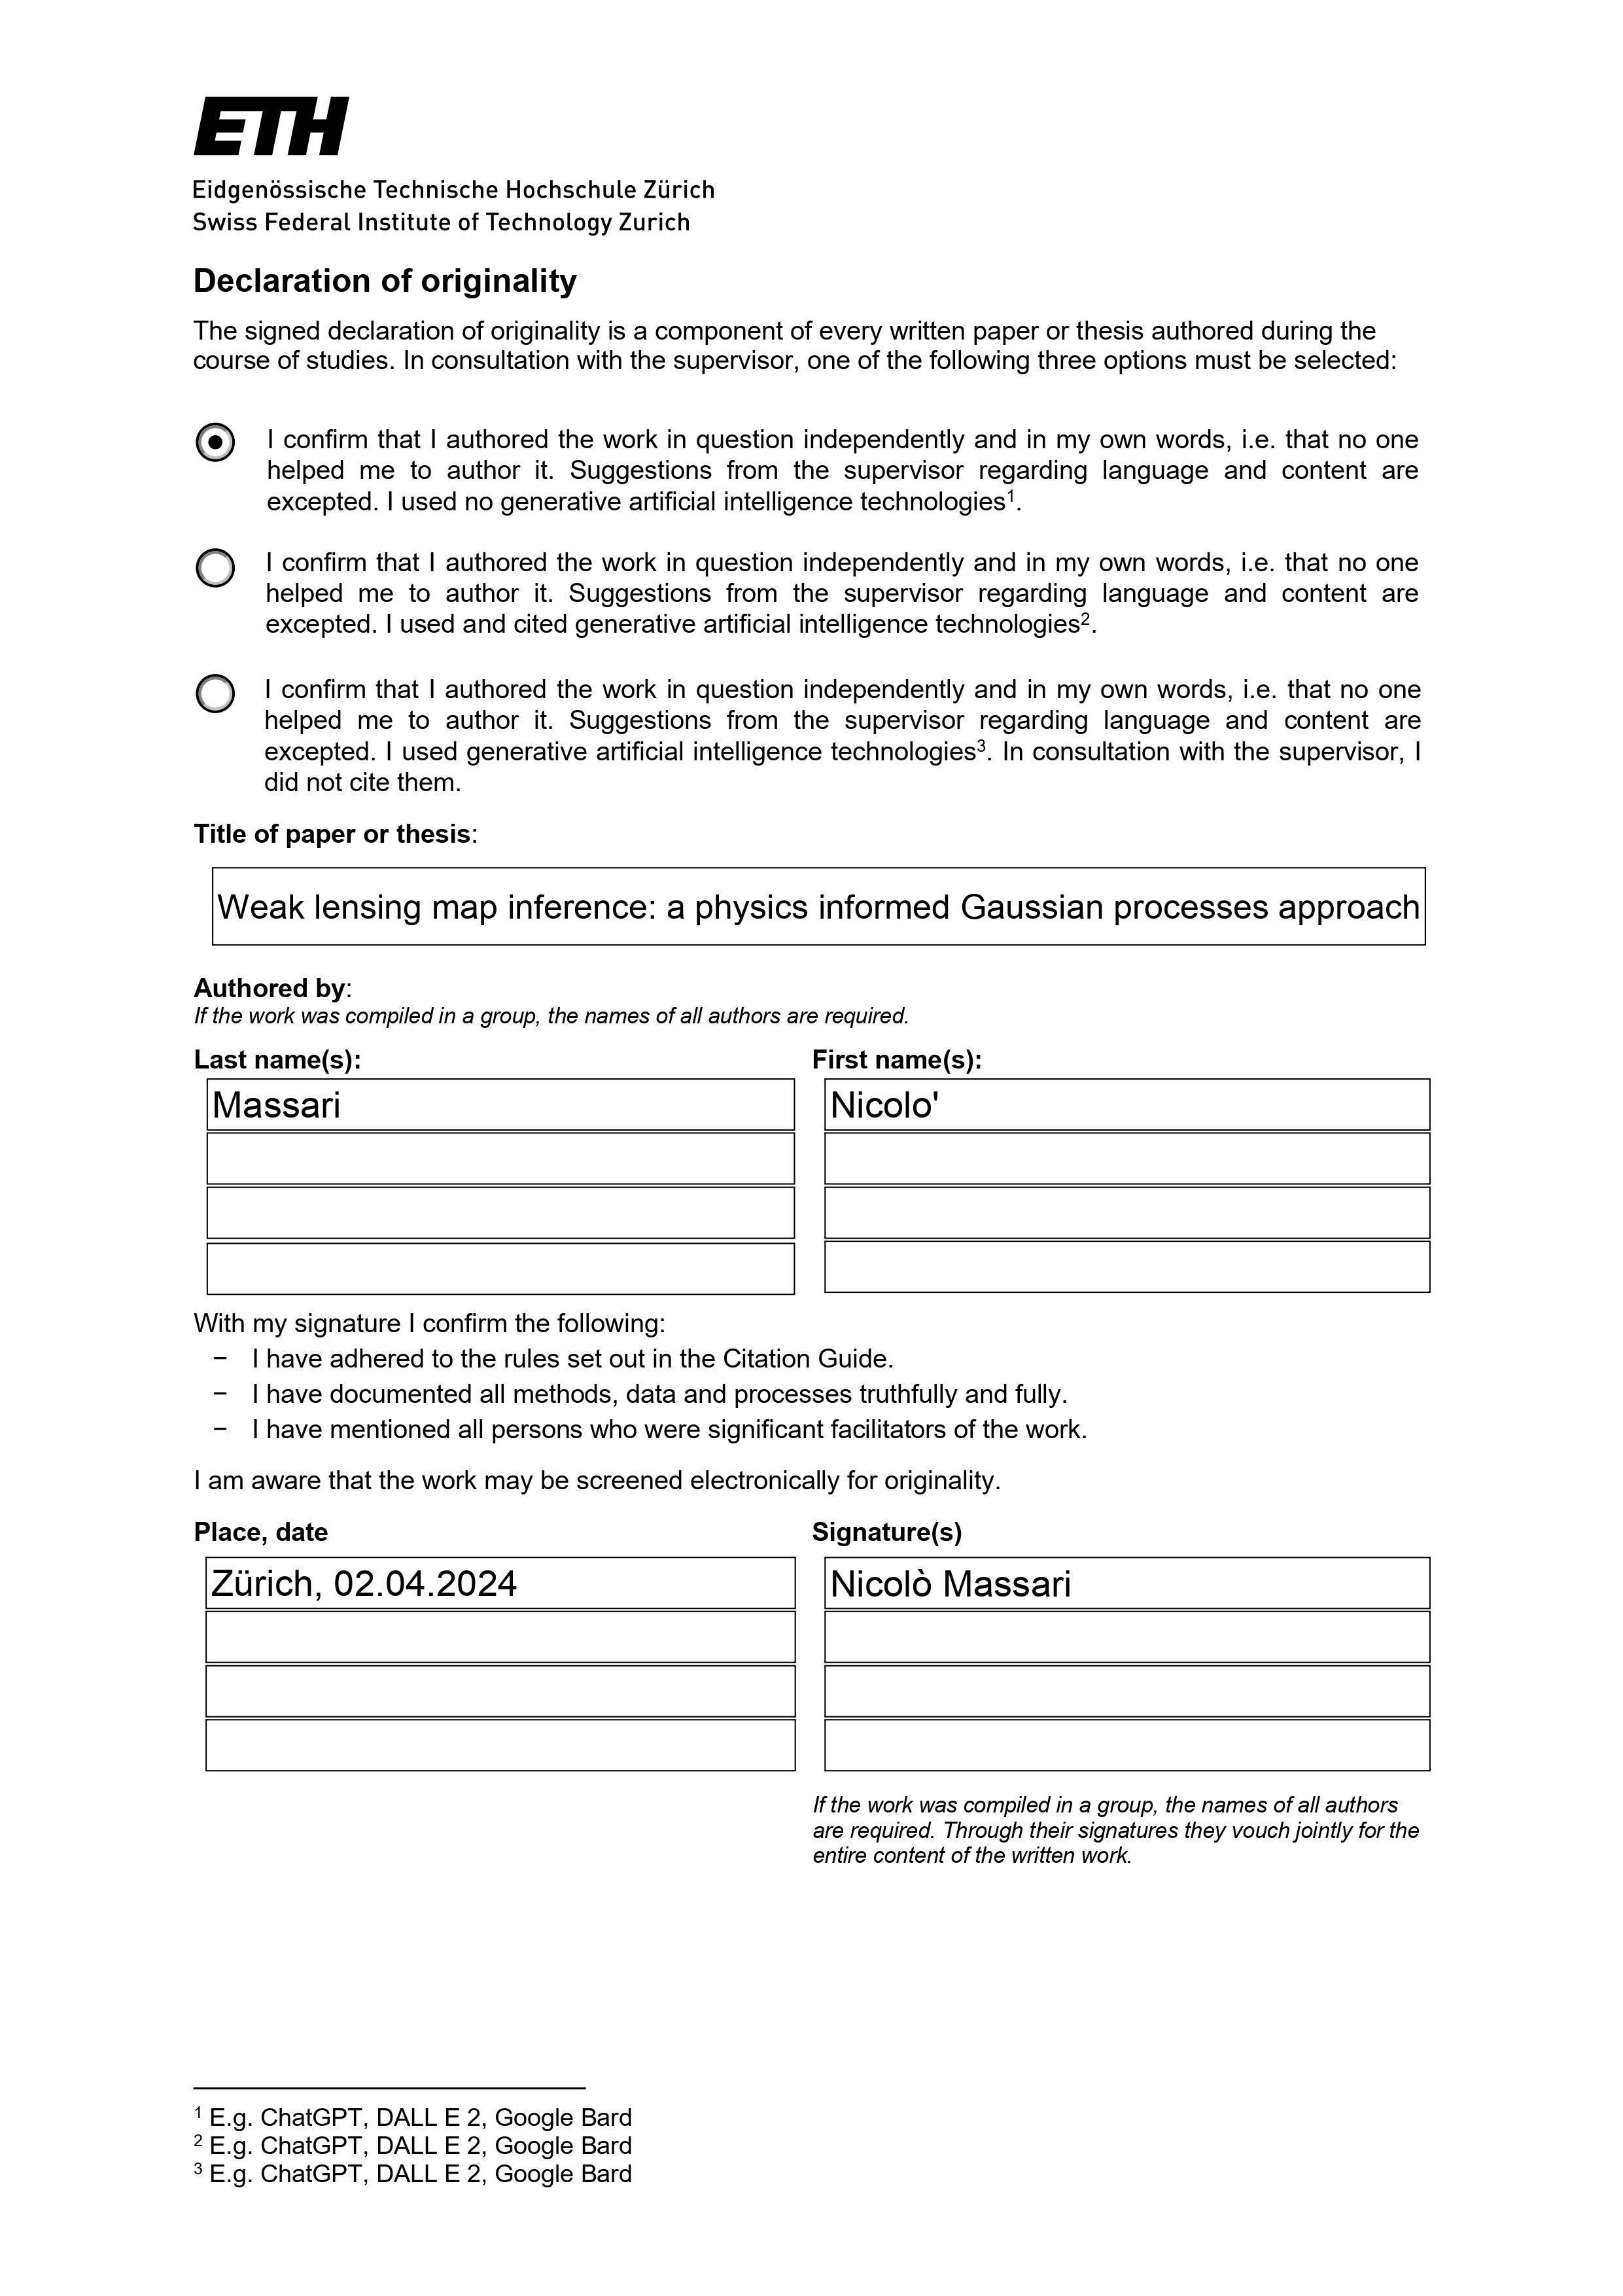 ETH
Eidgenössische Technische Hochschule Zürich
Swiss Federal Institute of Technology Zurich
Declaration of originality
The signed declaration of originality is a component of every written paper or thesis authored during the
course of studies. In consultation with the supervisor, one of the following three options must be selected:
I confirm that I authored the work in question independently and in my own words, i.e. that no one
helped me to author it. Suggestions from the supervisor regarding language and content are
excepted. I used no generative artificial intelligence technologies¹.
I confirm that I authored the work in question independently and in my own words, i.e. that no one
helped me to author it. Suggestions from the supervisor regarding language and content are
excepted. I used and cited generative artificial intelligence technologies².
I confirm that I authored the work in question independently and in my own words, i.e. that no one
helped me to author it. Suggestions from the supervisor regarding language and content are
excepted. I used generative artificial intelligence technologies³. In consultation with the supervisor, I
did not cite them.
Title of paper or thesis:
Weak lensing map inference: a physics informed Gaussian processes approach
Authored by:
If the work was compiled in a group, the names of all authors are required.
Last name(s): First name(s):
Massari Nicolo'
With my signature I confirm the following:
− I have adhered to the rules set out in the Citation Guide.
− I have documented all methods, data and processes truthfully and fully.
− I have mentioned all persons who were significant facilitators of the work.
I am aware that the work may be screened electronically for originality.
Place, date Signature(s)
Zürich, 02.04.2024 Nicolò Massari
If the work was compiled in a group, the names of all authors
are required. Through their signatures they vouch jointly for the
entire content of the written work.
¹ E.g. ChatGPT, DALL E 2, Google Bard
² E.g. ChatGPT, DALL E 2, Google Bard
³ E.g. ChatGPT, DALL E 2, Google Bard